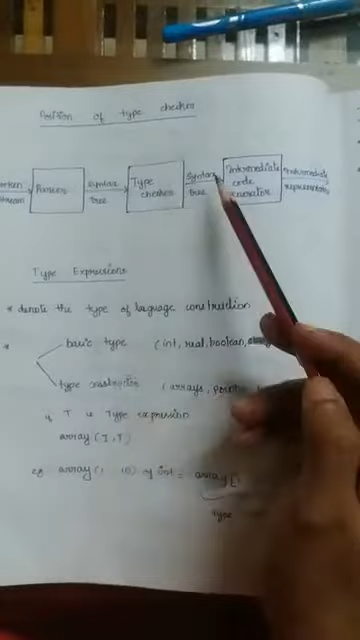 Position of type checker
token stream
Parser
syntax tree
Type checker
syntax tree
Intermediate code generator
Intermediate representation
Type Expressions
* denote the type of language construction
* basic type (int, real, boolean,
type constructor (arrays,
T is Type expression
array (I, T)
eg array (1 10) of int = array [
type